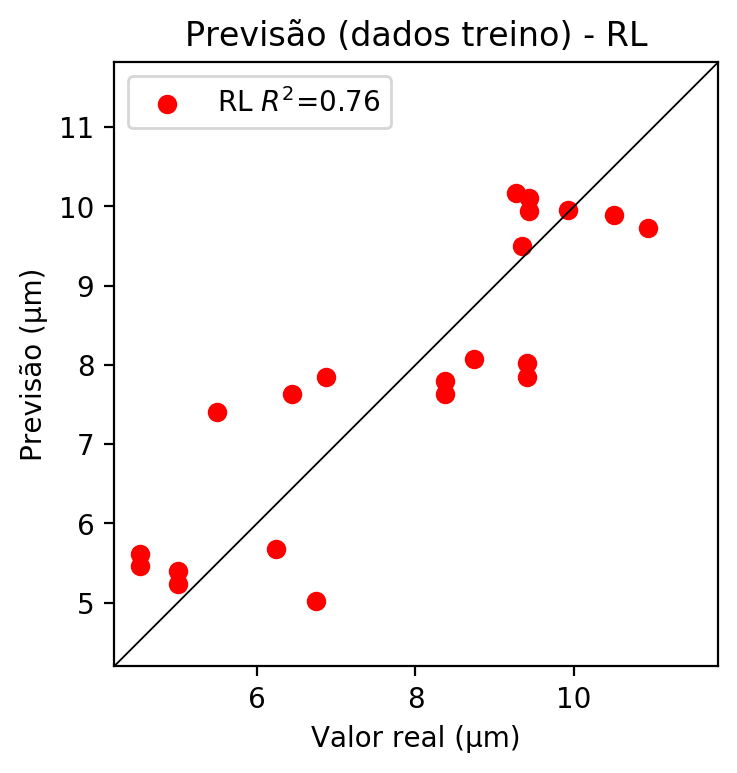 Previsão (dados treino) - RL
RL R²=0.76
11
10
9
8
7
6
5
Previsão (μm)
6 8 10
Valor real (μm)